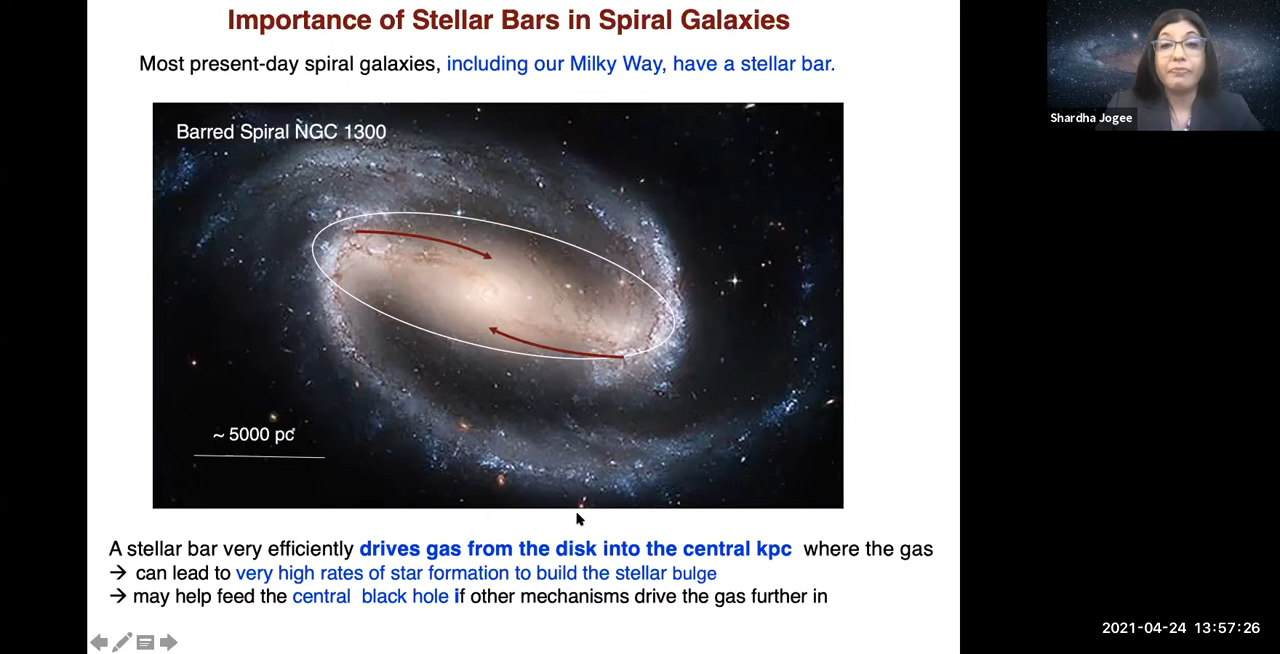 Importance of Stellar Bars in Spiral Galaxies
Most present-day spiral galaxies, including our Milky Way, have a stellar bar.
Barred Spiral NGC 1300
Shardha Jogee
~ 5000 pc
A stellar bar very efficiently drives gas from the disk into the central kpc where the gas
→ can lead to very high rates of star formation to build the stellar bulge
→ may help feed the central black hole if other mechanisms drive the gas further in
2021-04-24 13:57:26